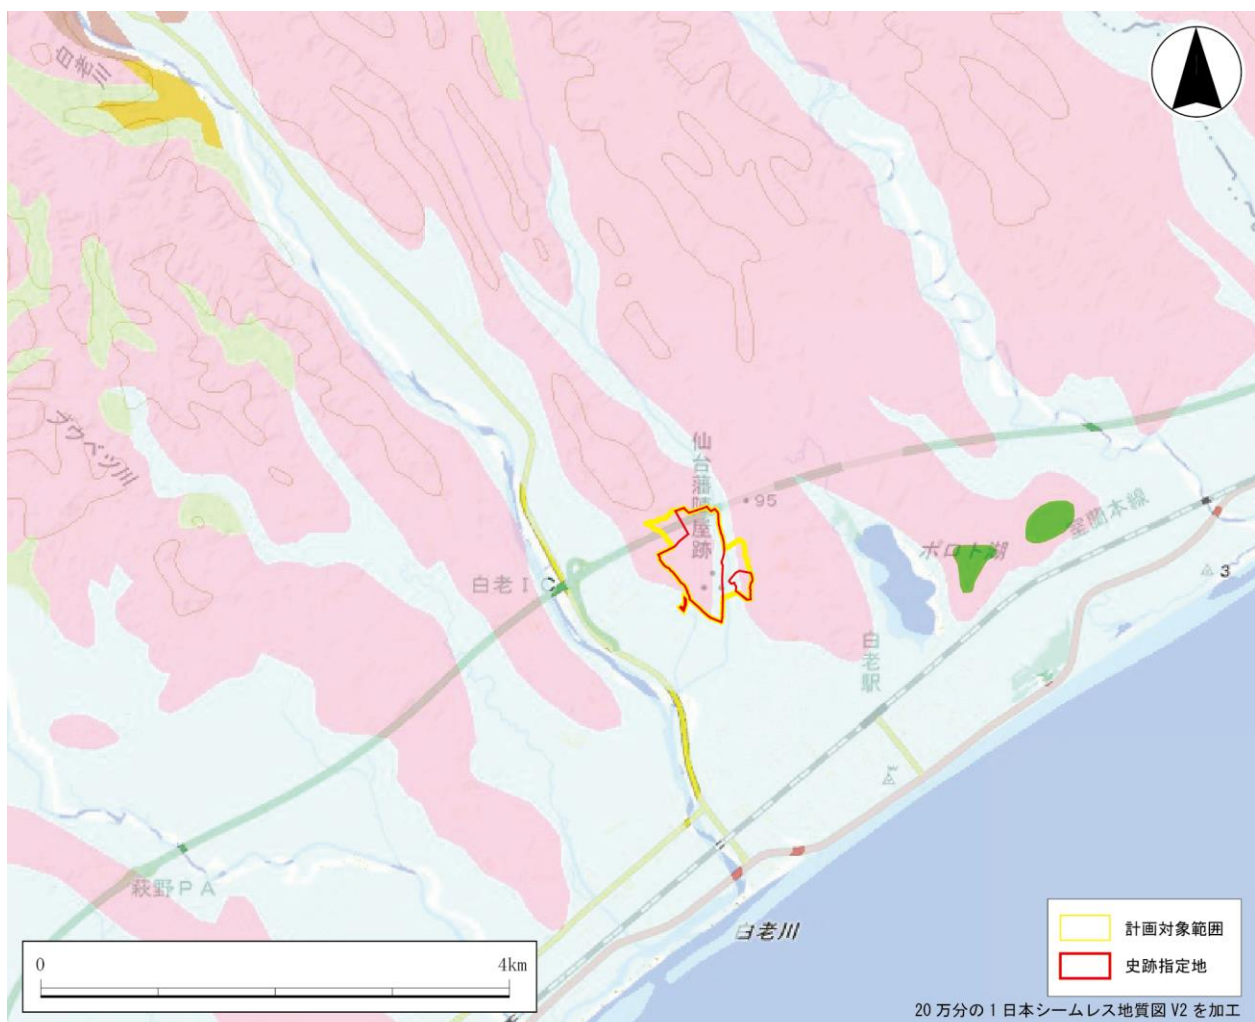 白老川
ブウベツ川
仙台藩陣屋跡
95
白老IC
ポロト湖
室蘭本線
3
白老駅
萩野PA
白老川
0 4km
計画対象範囲
史跡指定地
20万分の1日本シームレス地質図V2を加工